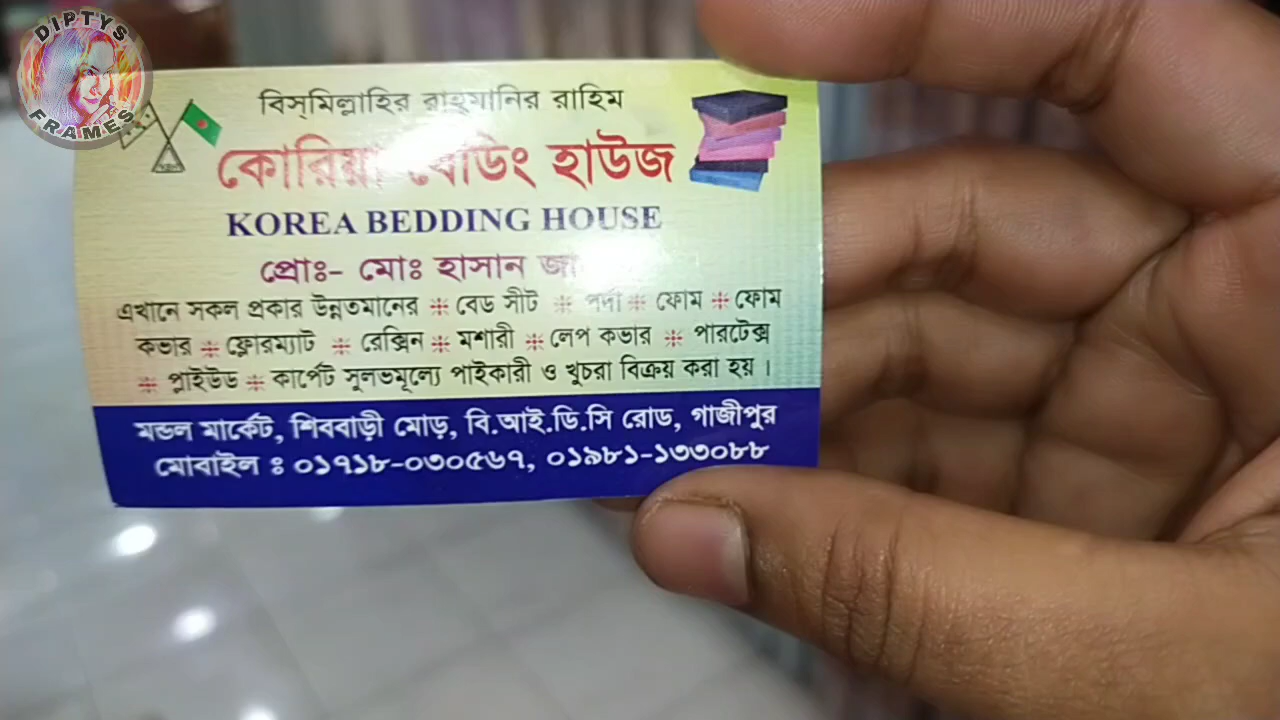 DIPTYS
FRAMES
বিস্‌মিল্লাহির রাহ্‌মানির রাহিম
কোরিয়া বেডিং হাউজ
KOREA BEDDING HOUSE
প্রোঃ- মোঃ হাসান
এখানে সকল প্রকার উন্নতমানের ❋ বেড সীট ❋ পর্দা ❋ ফোম ❋ ফোম
কভার ❋ ফ্লোরম্যাট ❋ রেক্সিন ❋ মশারী ❋ লেপ কভার ❋ পারটেক্স
❋ প্লাইউড ❋ কার্পেট সুলভমূল্যে পাইকারী ও খুচরা বিক্রয় করা হয় ।
মন্ডল মার্কেট, শিববাড়ী মোড়, বি.আই.ডি.সি রোড, গাজীপুর
মোবাইল ঃ ০১৭১৮-০৩০৫৬৭, ০১৯৮১-১৩৩০৮৮